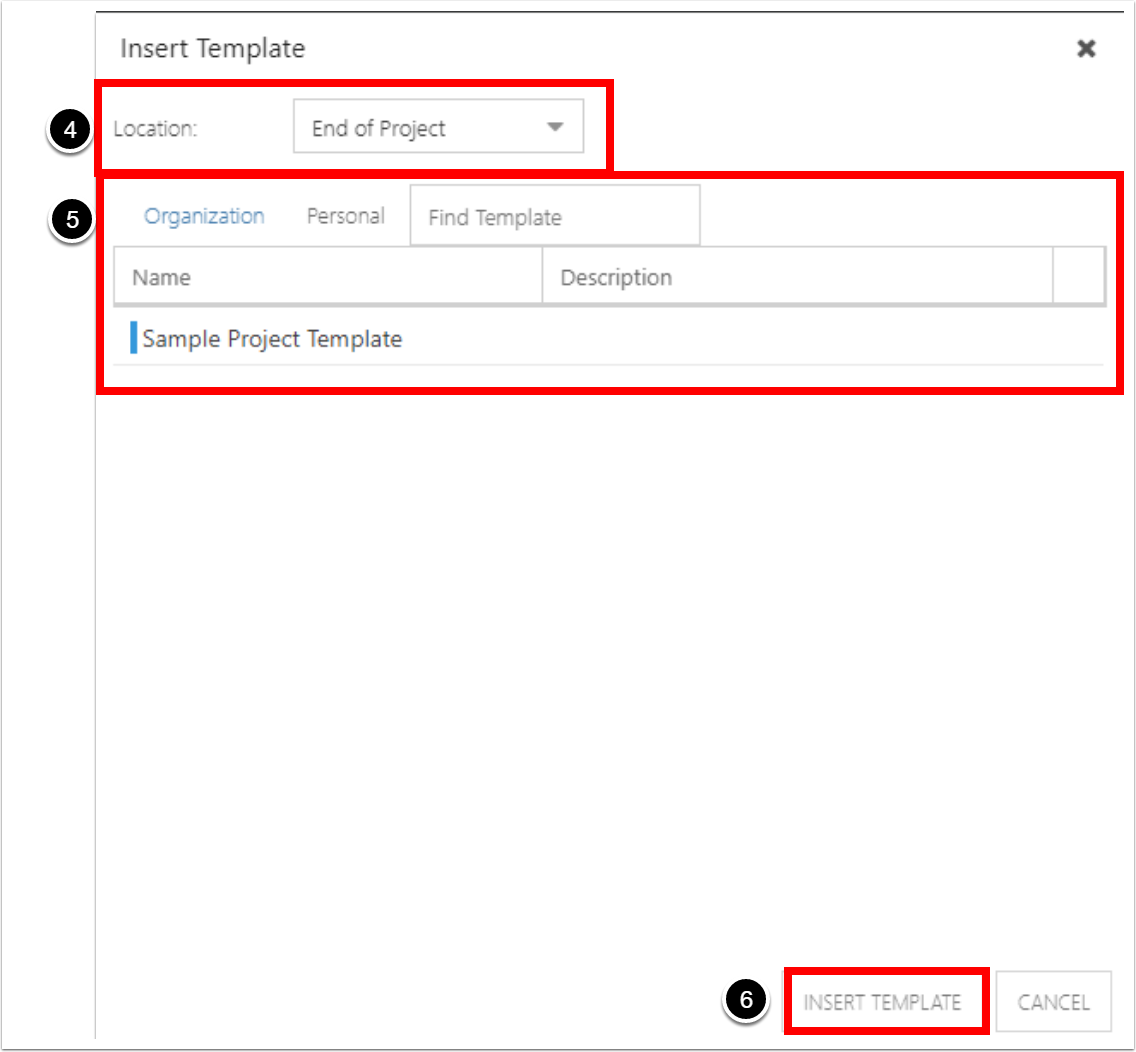 Insert Template
4 Location: End of Project
5 Organization Personal Find Template
Name Description
Sample Project Template
6 INSERT TEMPLATE CANCEL